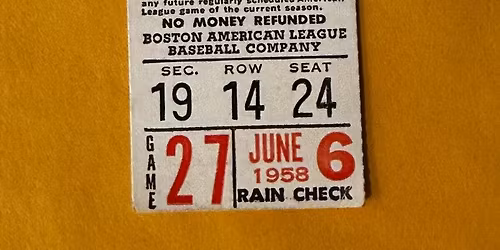 any future regularly scheduled American
League game of the current season.
NO MONEY REFUNDED
BOSTON AMERICAN LEAGUE
BASEBALL COMPANY
SEC. ROW SEAT
19 14 24
GAME 27 JUNE 6
1958
RAIN CHECK